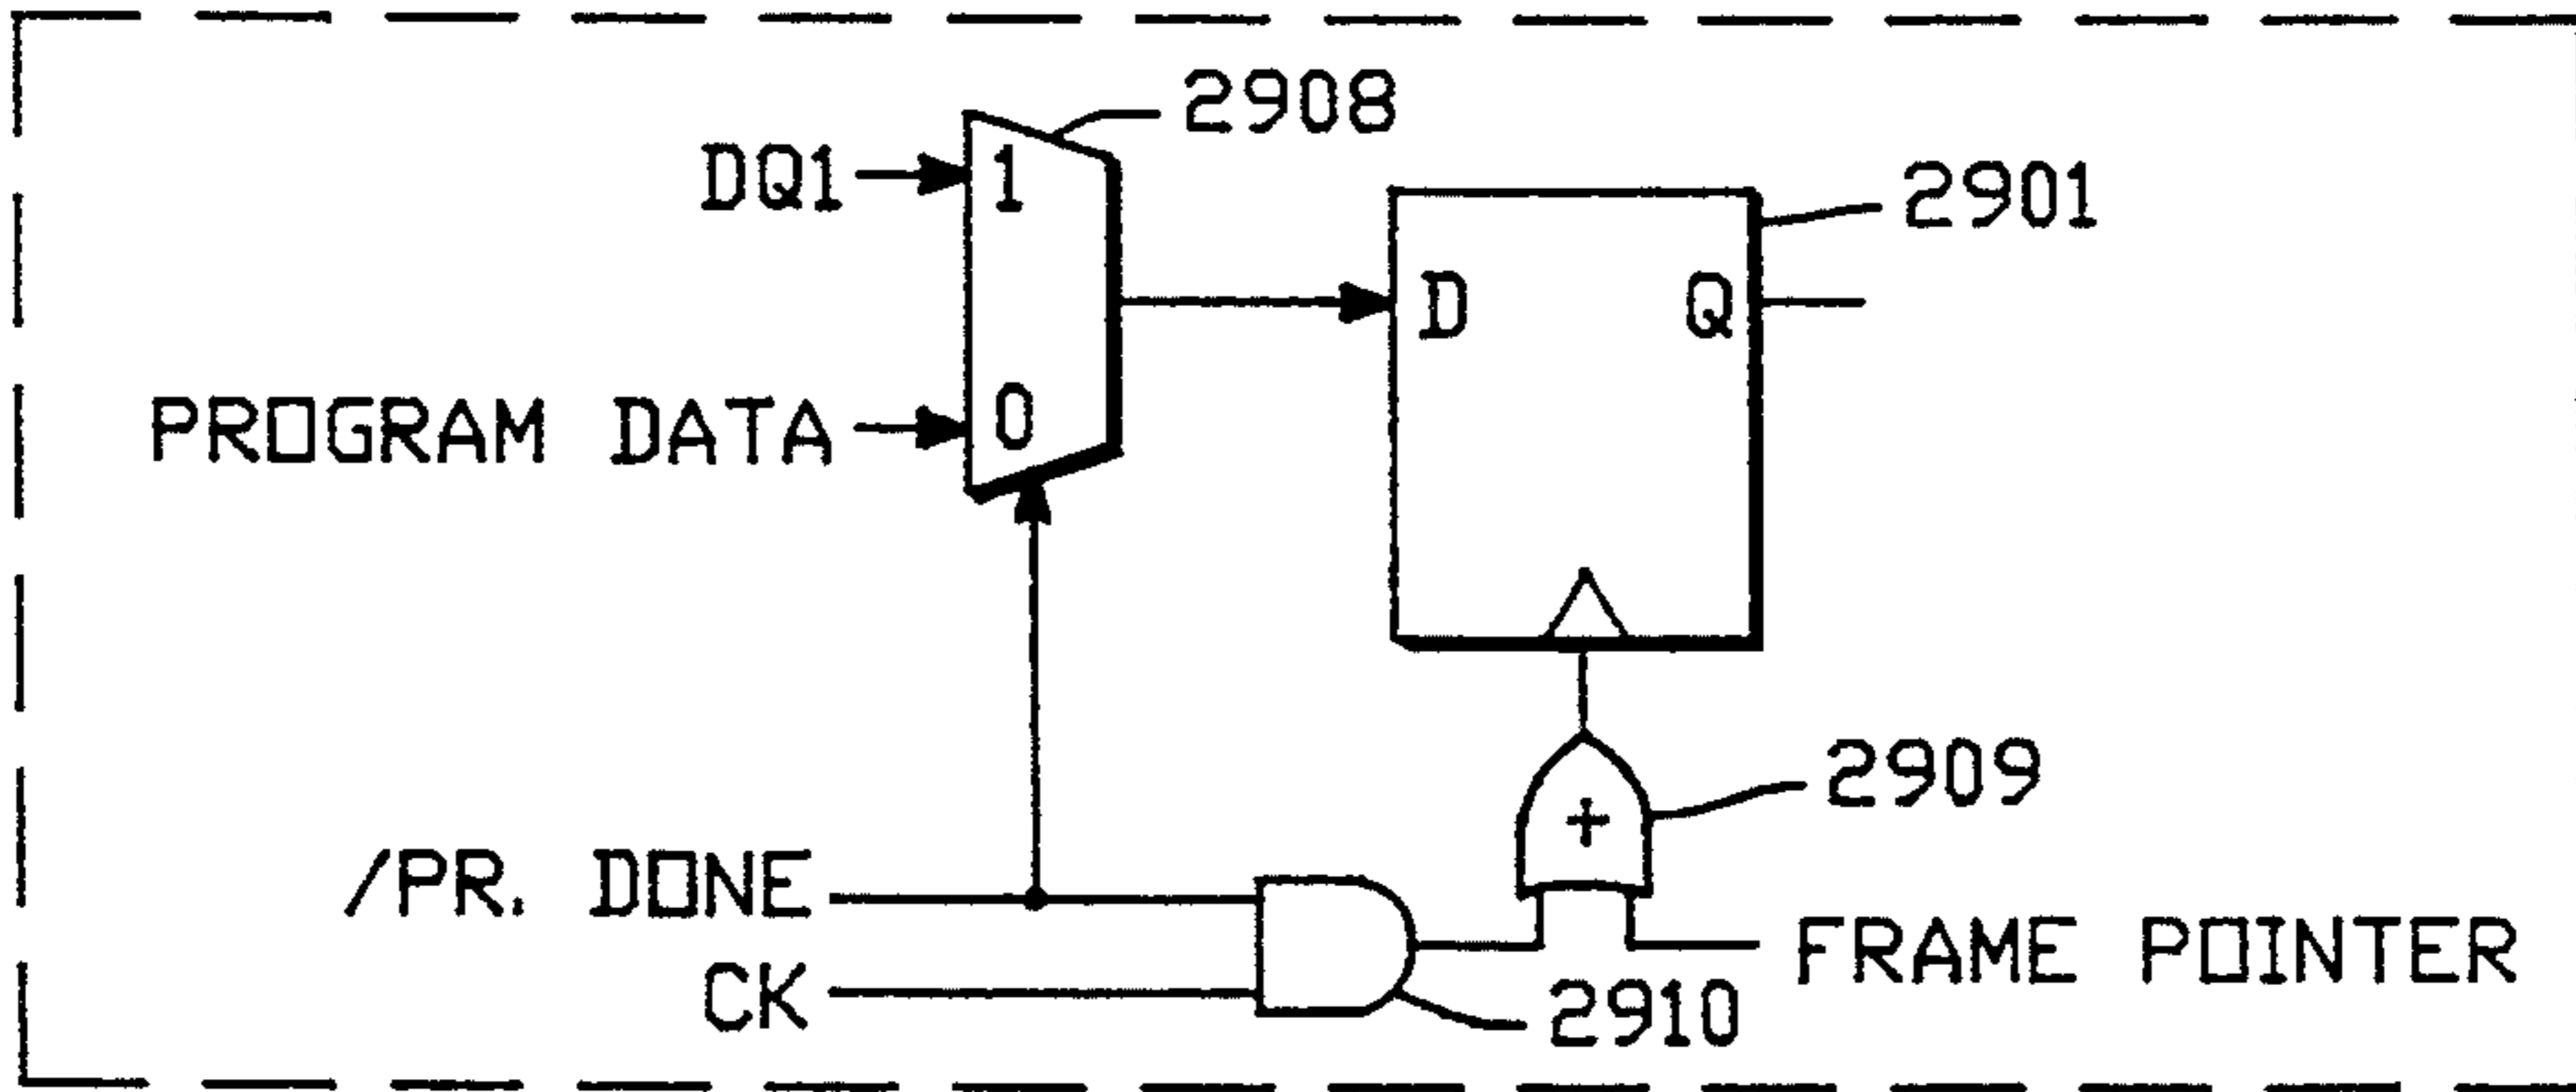 2908
DQ1
1
2901
D
Q
PROGRAM DATA
0
2909
+
/PR. DONE
FRAME POINTER
CK
2910